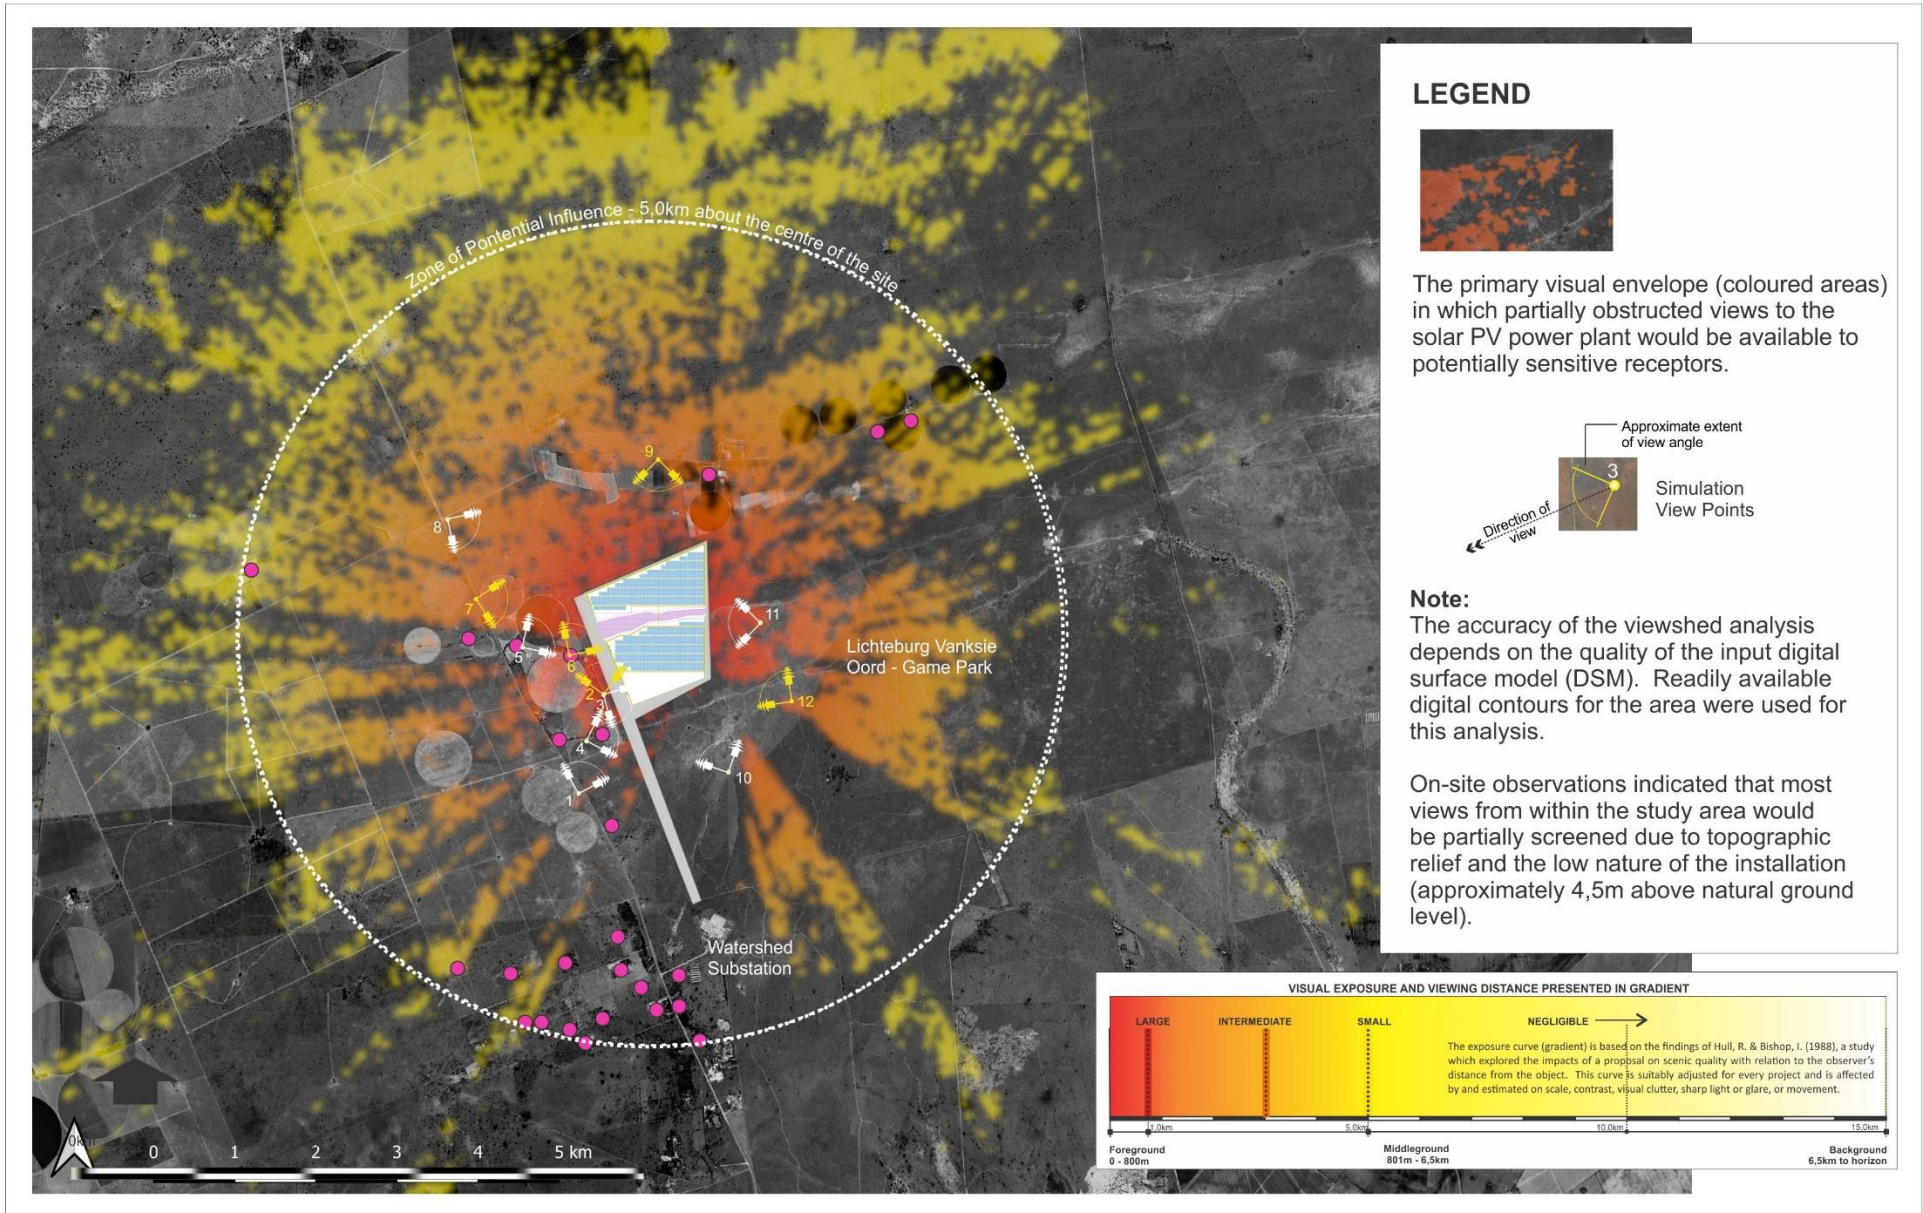 Zone of Pontential Influence - 5,0km about the centre of the site
9
8
7
11
5
6
Lichteburg Vanksie
Oord - Game Park
2
3
12
4
10
1
Watershed
Substation
0km
0 1 2 3 4 5 km
LEGEND
The primary visual envelope (coloured areas)
in which partially obstructed views to the
solar PV power plant would be available to
potentially sensitive receptors.
Approximate extent
of view angle
3
Direction of
view
Simulation
View Points
Note:
The accuracy of the viewshed analysis
depends on the quality of the input digital
surface model (DSM). Readily available
digital contours for the area were used for
this analysis.
On-site observations indicated that most
views from within the study area would
be partially screened due to topographic
relief and the low nature of the installation
(approximately 4,5m above natural ground
level).
VISUAL EXPOSURE AND VIEWING DISTANCE PRESENTED IN GRADIENT
LARGE INTERMEDIATE SMALL NEGLIGIBLE
The exposure curve (gradient) is based on the findings of Hull, R. & Bishop, I. (1988), a study
which explored the impacts of a proposal on scenic quality with relation to the observer's
distance from the object. This curve is suitably adjusted for every project and is affected
by and estimated on scale, contrast, visual clutter, sharp light or glare, or movement.
1,0km 5,0km 10,0km 15,0km
Foreground
0 - 800m
Middleground
801m - 6,5km
Background
6,5km to horizon